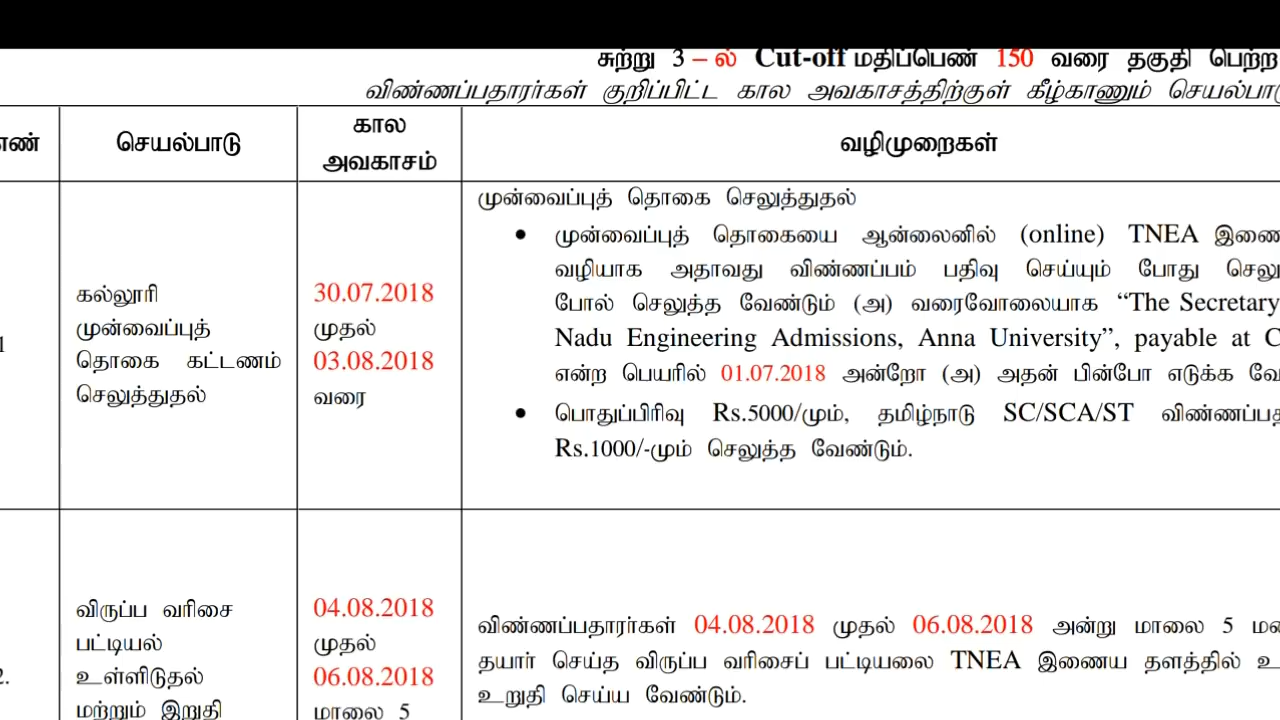 சுற்று 3 – ல் Cut-off மதிப்பெண் 150 வரை தகுதி பெற்ற
விண்ணப்பதாரர்கள் குறிப்பிட்ட கால அவகாசத்திற்குள் கீழ்காணும்
எண்
செயல்பாடு
கால
அவகாசம்
வழிமுறைகள்
1
கல்லூரி
முன்வைப்புத்
தொகை கட்டணம்
செலுத்துதல்
30.07.2018
முதல்
03.08.2018
வரை
முன்வைப்புத் தொகை செலுத்துதல்
• முன்வைப்புத் தொகையை ஆன்லைனில் (online) TNEA
வழியாக அதாவது விண்ணப்பம் பதிவு செய்யும் போது
போல் செலுத்த வேண்டும் (அ) வரைவோலையாக “The Secretary
Nadu Engineering Admissions, Anna University”, payable at
என்ற பெயரில் 01.07.2018 அன்றோ (அ) அதன் பின்போ எடுக்க
• பொதுப்பிரிவு Rs.5000/மும், தமிழ்நாடு SC/SCA/ST
Rs.1000/-மும் செலுத்த வேண்டும்.
2.
விருப்ப வரிசை
பட்டியல்
உள்ளிடுதல்
மற்றும் இறுதி
04.08.2018
முதல்
06.08.2018
மாலை 5
விண்ணப்பதாரர்கள் 04.08.2018 முதல் 06.08.2018 அன்று மாலை 5
தயார் செய்த விருப்ப வரிசைப் பட்டியலை TNEA இணைய தளத்தில்
உறுதி செய்ய வேண்டும்.